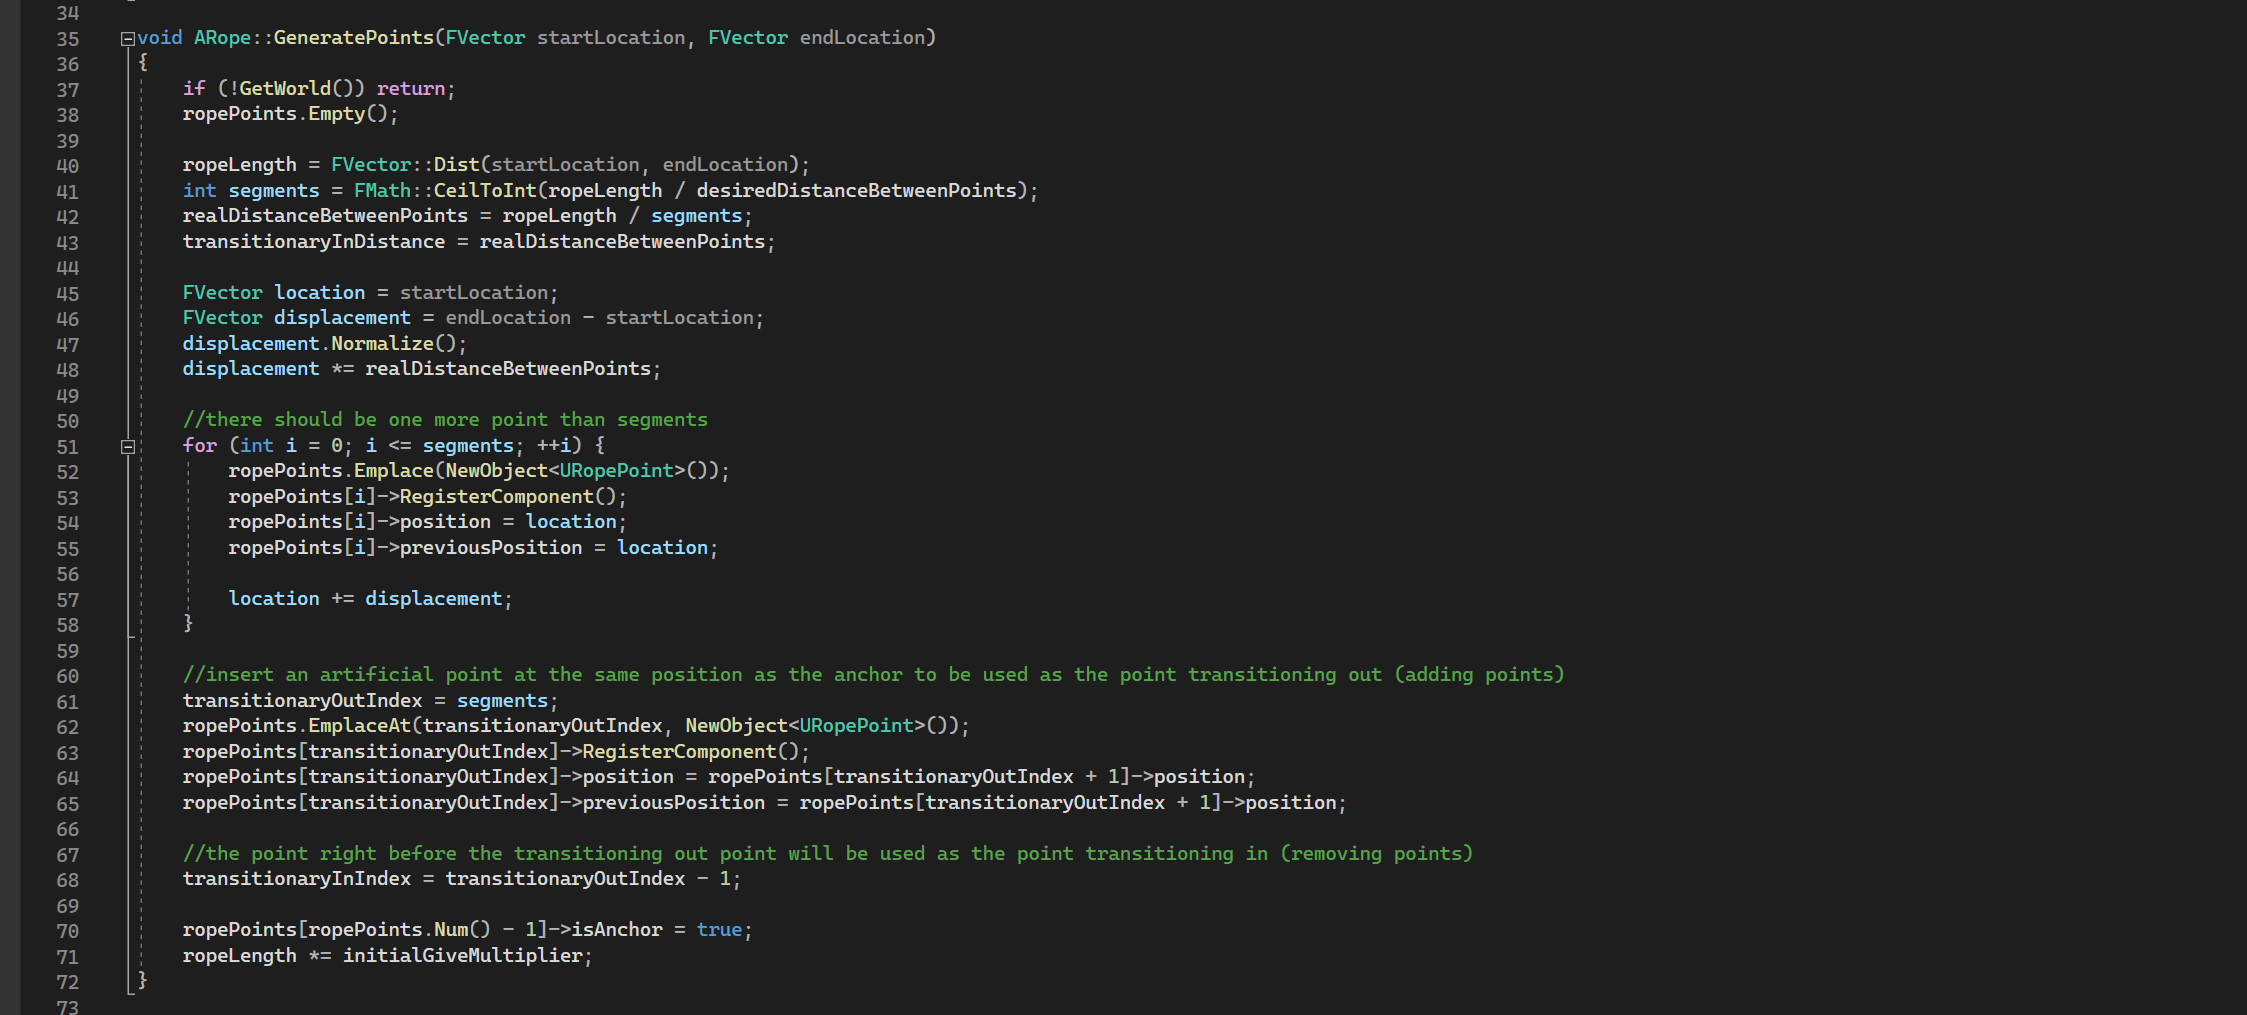 34
35 void ARope::GeneratePoints(FVector startLocation, FVector endLocation)
36 {
37 if (!GetWorld()) return;
38 ropePoints.Empty();
39
40 ropeLength = FVector::Dist(startLocation, endLocation);
41 int segments = FMath::CeilToInt(ropeLength / desiredDistanceBetweenPoints);
42 realDistanceBetweenPoints = ropeLength / segments;
43 transitionaryInDistance = realDistanceBetweenPoints;
44
45 FVector location = startLocation;
46 FVector displacement = endLocation - startLocation;
47 displacement.Normalize();
48 displacement *= realDistanceBetweenPoints;
49
50 //there should be one more point than segments
51 for (int i = 0; i <= segments; ++i) {
52 ropePoints.Emplace(NewObject<URopePoint>());
53 ropePoints[i]->RegisterComponent();
54 ropePoints[i]->position = location;
55 ropePoints[i]->previousPosition = location;
56
57 location += displacement;
58 }
59
60 //insert an artificial point at the same position as the anchor to be used as the point transitioning out (adding points)
61 transitionaryOutIndex = segments;
62 ropePoints.EmplaceAt(transitionaryOutIndex, NewObject<URopePoint>());
63 ropePoints[transitionaryOutIndex]->RegisterComponent();
64 ropePoints[transitionaryOutIndex]->position = ropePoints[transitionaryOutIndex + 1]->position;
65 ropePoints[transitionaryOutIndex]->previousPosition = ropePoints[transitionaryOutIndex + 1]->position;
66
67 //the point right before the transitioning out point will be used as the point transitioning in (removing points)
68 transitionaryInIndex = transitionaryOutIndex - 1;
69
70 ropePoints[ropePoints.Num() - 1]->isAnchor = true;
71 ropeLength *= initialGiveMultiplier;
72 }
73